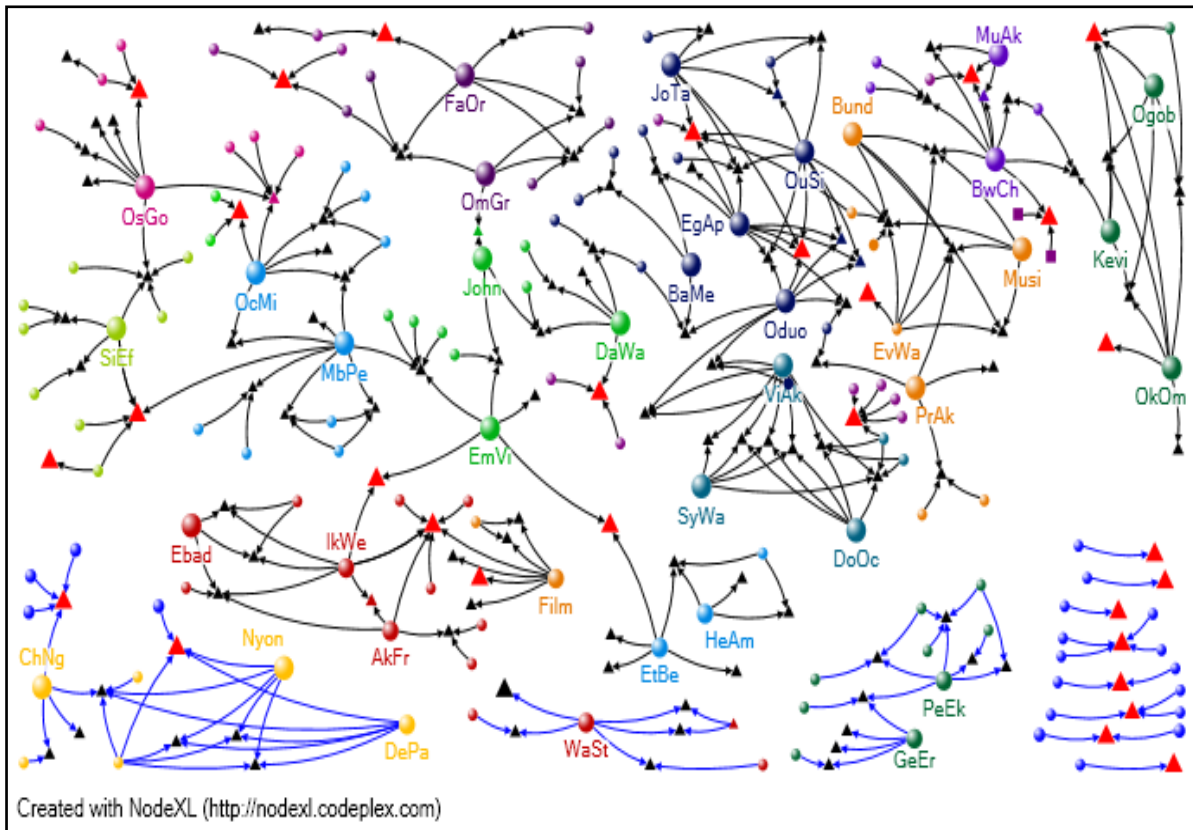 MuAk
FaOr
JoTa
Bund
Ogob
OuSi
BwCh
OsGo
OmGr
EgAp
Kevi
OcMi
John
BaMe
Musi
SiEf
MbPe
DaWa
Oduo
EvWa
ViAk
PrAk
OkOm
EmVi
SyWa
Ebad
IkWe
DoOc
Film
Nyon
ChNg
AkFr
HeAm
EtBe
PeEk
DePa
WaSt
GeEr
Created with NodeXL (http://nodexl.codeplex.com)